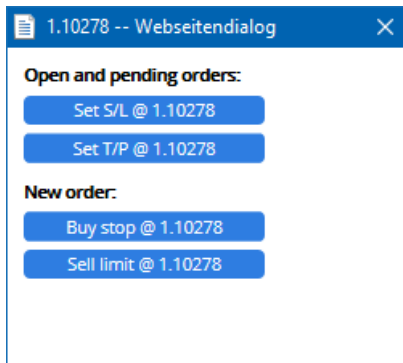 1.10278 -- Webseitendialog
Open and pending orders:
Set S/L @ 1.10278
Set T/P @ 1.10278
New order:
Buy stop @ 1.10278
Sell limit @ 1.10278